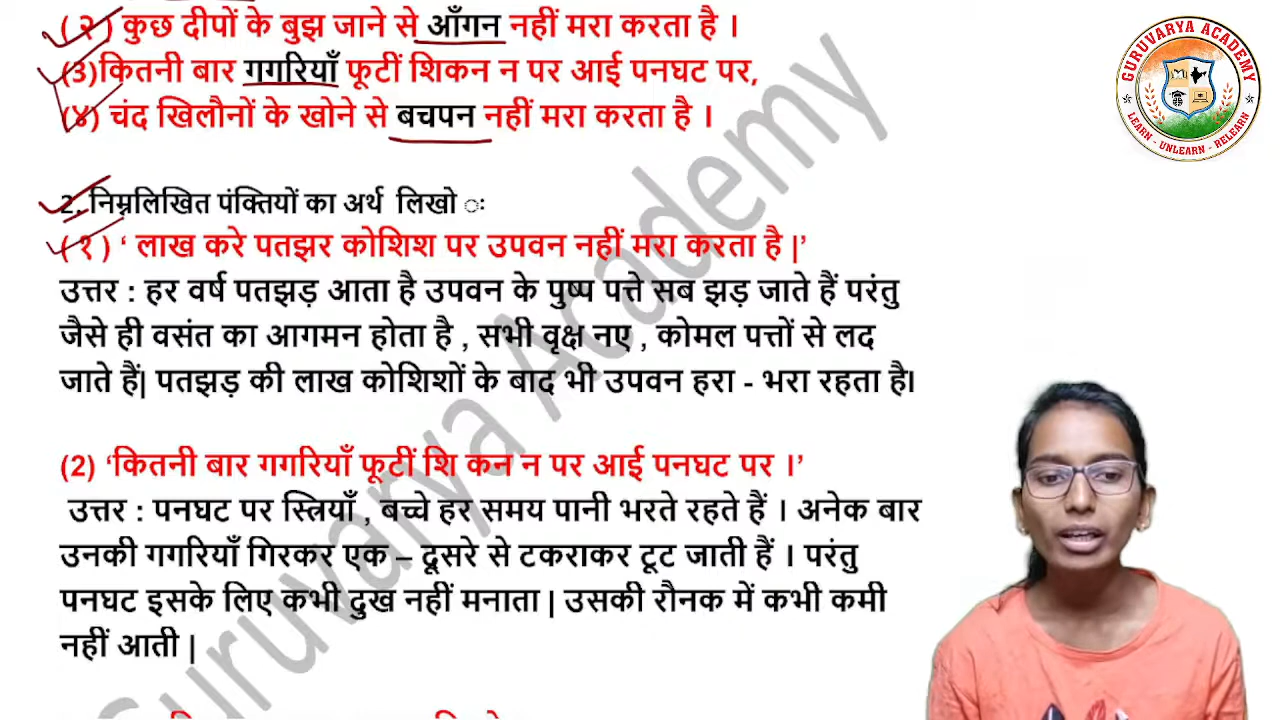 ( २ ) कुछ दीपों के बुझ जाने से आँगन नहीं मरा करता है ।
(3)कितनी बार गगरियाँ फूटीं शिकन न पर आई पनघट पर,
(४) चंद खिलौनों के खोने से बचपन नहीं मरा करता है ।
2. निम्नलिखित पंक्तियों का अर्थ लिखो ः
( १ ) ‘ लाख करे पतझर कोशिश पर उपवन नहीं मरा करता है |’
उत्तर : हर वर्ष पतझड़ आता है उपवन के पुष्प पत्ते सब झड़ जाते हैं परंतु
जैसे ही वसंत का आगमन होता है , सभी वृक्ष नए , कोमल पत्तों से लद
जाते हैं| पतझड़ की लाख कोशिशों के बाद भी उपवन हरा - भरा रहता है।
(2) ‘कितनी बार गगरियाँ फूटीं शि कन न पर आई पनघट पर ।’
उत्तर : पनघट पर स्त्रियाँ , बच्चे हर समय पानी भरते रहते हैं । अनेक बार
उनकी गगरियाँ गिरकर एक – दूसरे से टकराकर टूट जाती हैं । परंतु
पनघट इसके लिए कभी दुख नहीं मनाता | उसकी रौनक में कभी कमी
नहीं आती |
GURUVARYA ACADEMY
LEARN - UNLEARN - RELEARN
Guruvarya Academy